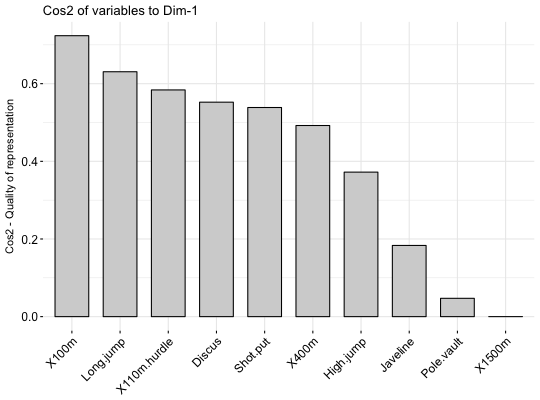 Cos2 of variables to Dim-1
Cos2 - Quality of representation
0.6
0.4
0.2
0.0
X100m
Long.jump
X110m.hurdle
Discus
Shot.put
X400m
High.jump
Javeline
Pole.vault
X1500m